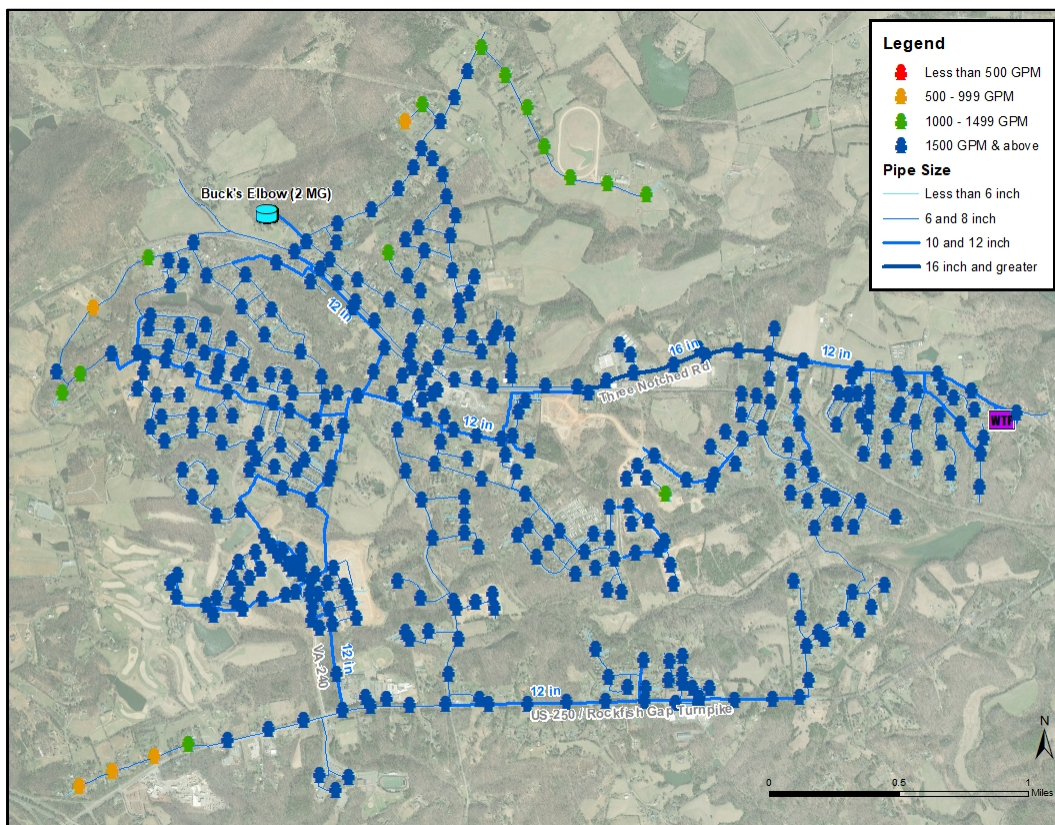 Legend
Less than 500 GPM
500 - 999 GPM
1000 - 1499 GPM
1500 GPM & above
Pipe Size
Less than 6 inch
6 and 8 inch
10 and 12 inch
16 inch and greater
Buck's Elbow (2 MG)
12 in
16 in
12 in
Three Notched Rd
12 in
WTP
VA-240
12 in
12 in
US-250 / Rockfish Gap Turnpike
N
0 0.5 1
Miles